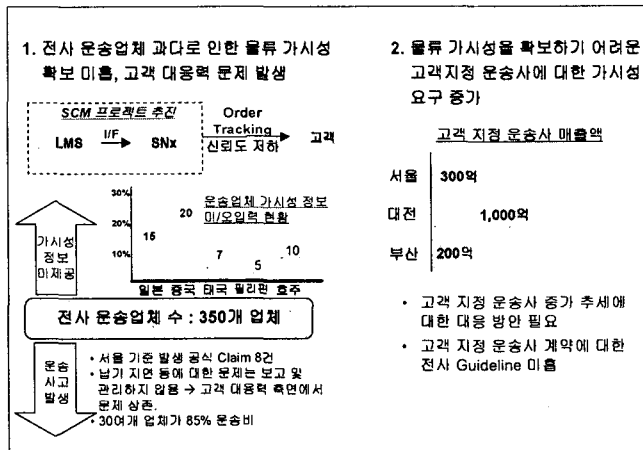 1. 전사 운송업체 과다로 인한 물류 가시성
확보 미흡, 고객 대응력 문제 발생
SCM 프로젝트 추진
LMS I/F SNx
Order
Tracking
신뢰도 저하
고객
운송업체 가시성 정보
미/오입력 현황
30%
20%
10%
15
20
7
5
10
일본 중국 태국 필리핀 호주
가시성
정보
미제공
전사 운송업체 수 : 350개 업체
운송
사고
발생
• 서울 기준 발생 공식 Claim 8건
• 납기 지연 등에 대한 문제는 보고 및
관리하지 않음 → 고객 대응력 측면에서
문제 상존.
• 30여개 업체가 85% 운송비
2. 물류 가시성을 확보하기 어려운
고객지정 운송사에 대한 가시성
요구 증가
고객 지정 운송사 매출액
서울 300억
대전 1,000억
부산 200억
• 고객 지정 운송사 증가 추세에
대한 대응 방안 필요
• 고객 지정 운송사 계약에 대한
전사 Guideline 미흡